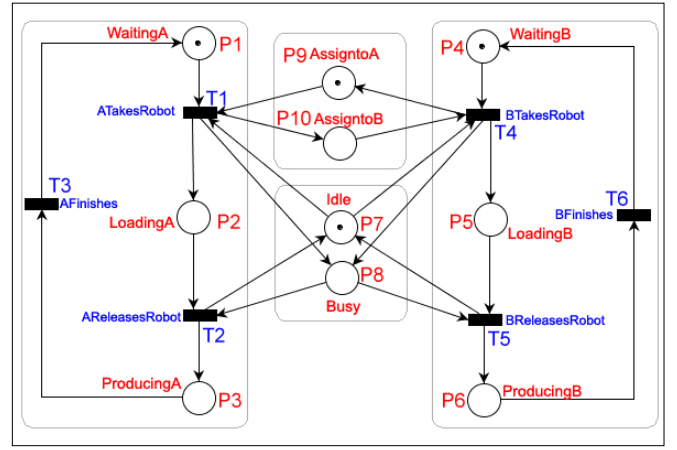 WaitingA
P1
P9 AssigntoA
P4
WaitingB
ATakesRobot
T1
P10 AssigntoB
BTakesRobot
T4
T3
AFinishes
LoadingA
P2
Idle
P7
P5
LoadingB
T6
BFinishes
P8
Busy
AReleasesRobot
T2
BReleasesRobot
T5
ProducingA
P3
P6
ProducingB